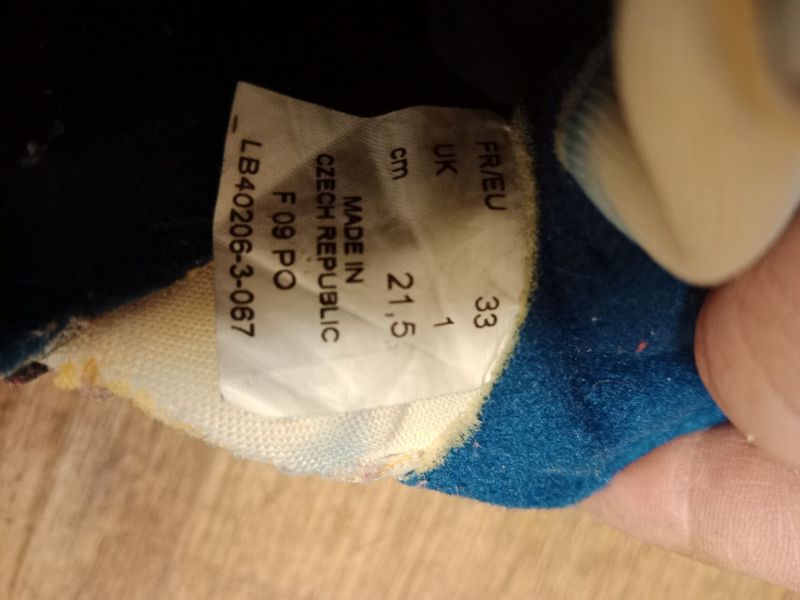 FR/EU 33
UK 1
cm 21,5
MADE IN
CZECH REPUBLIC
F 09 PO
LB40206-3-067